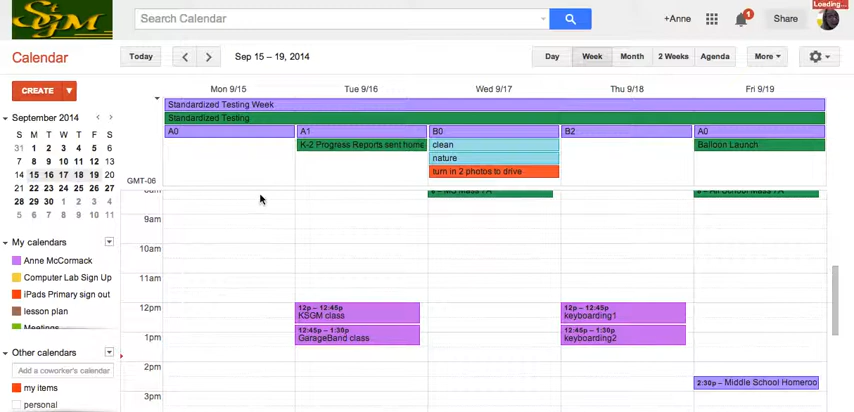 StGM
Search Calendar
+Anne
1
Share
Loading...
Calendar
Today
Sep 15 – 19, 2014
Day
Week
Month
2 Weeks
Agenda
More
CREATE
September 2014
S M T W T F S
31 1 2 3 4 5 6
7 8 9 10 11 12 13
14 15 16 17 18 19 20
21 22 23 24 25 26 27
28 29 30 1 2 3 4
5 6 7 8 9 10 11
My calendars
Anne McCormack
Computer Lab Sign Up
iPads Primary sign out
lesson plan
Meetings
Other calendars
Add a coworker's calendar
my items
personal
Mon 9/15
Tue 9/16
Wed 9/17
Thu 9/18
Fri 9/19
Standardized Testing Week
Standardized Testing
A0
A1
B0
B2
A0
K-2 Progress Reports sent home
clean
Balloon Launch
nature
turn in 2 photos to drive
GMT-06
8am
9am
10am
11am
12pm
1pm
2pm
3pm
12p – 12:45p
KSGM class
12:45p – 1:30p
GarageBand class
12p – 12:45p
keyboarding1
12:45p – 1:30p
keyboarding2
2:30p – Middle School Homeroo